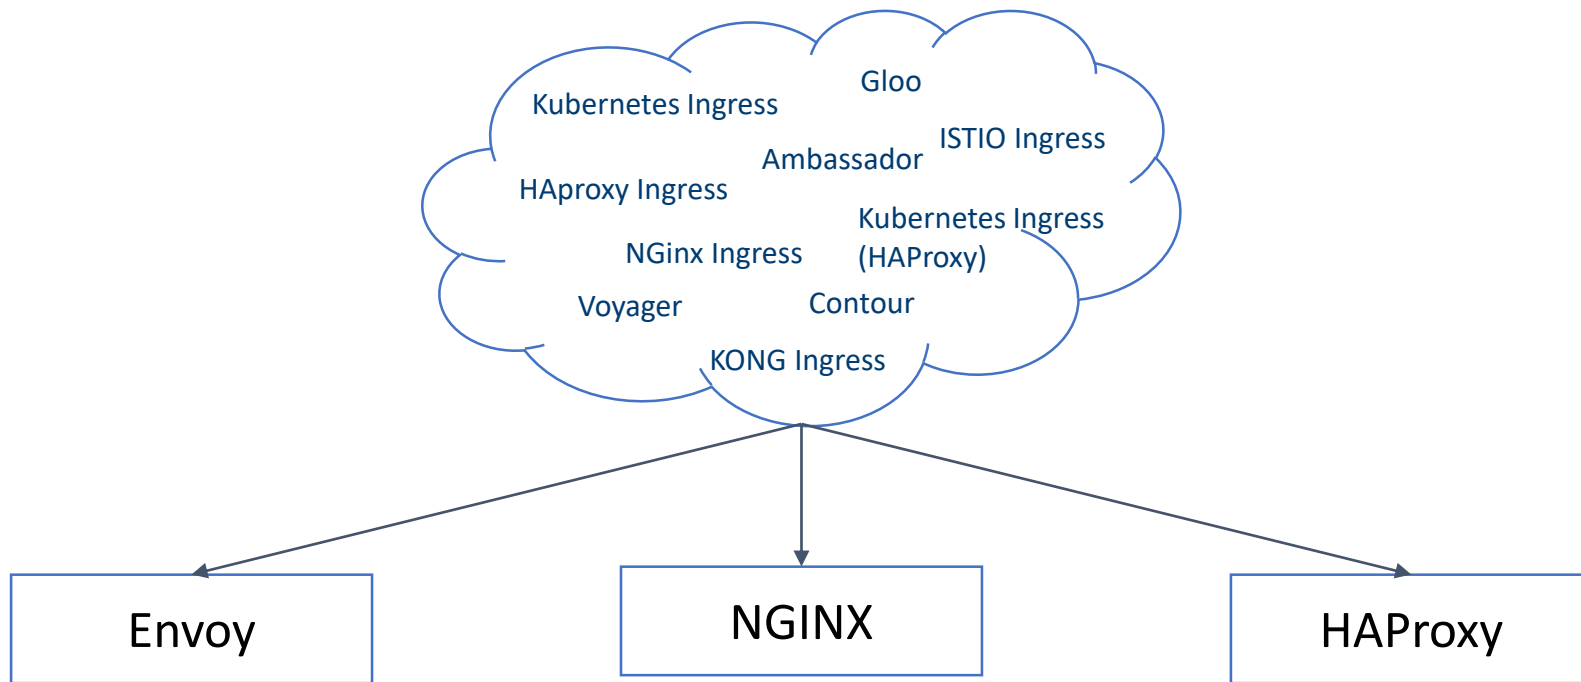 Gloo
Kubernetes Ingress
ISTIO Ingress
Ambassador
HAproxy Ingress
Kubernetes Ingress
(HAProxy)
NGinx Ingress
Voyager
Contour
KONG Ingress
Envoy
NGINX
HAProxy